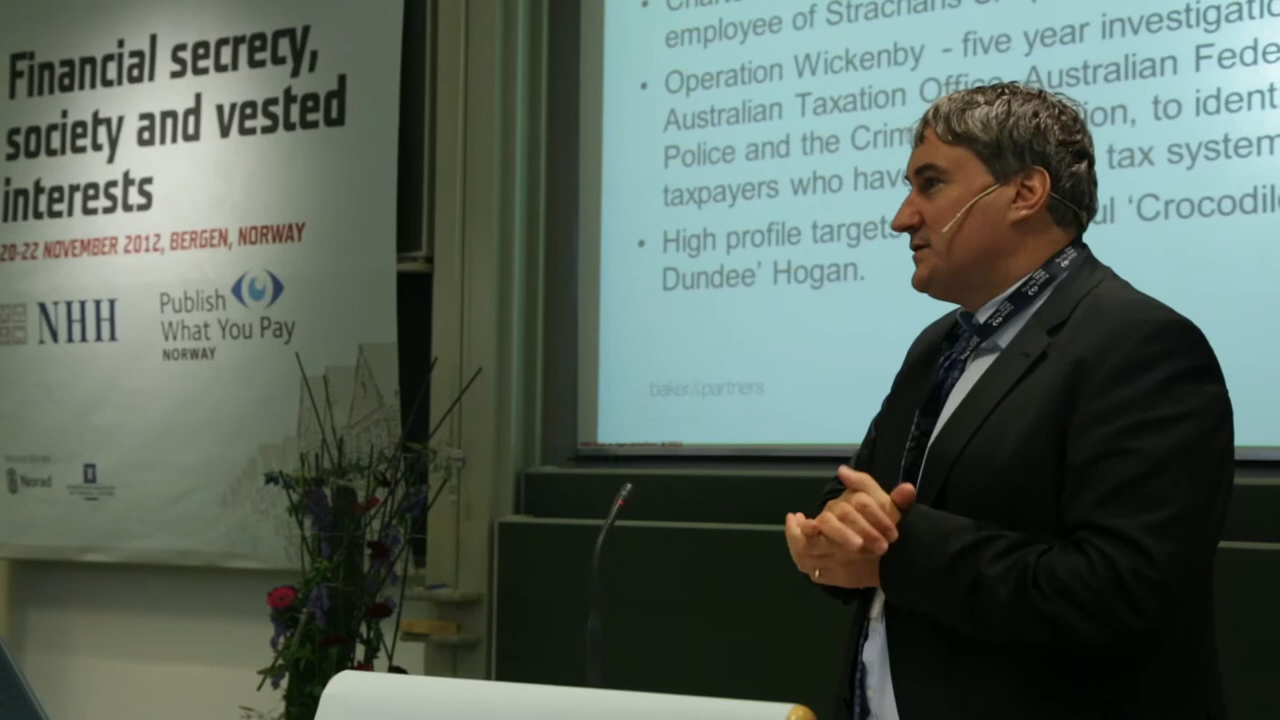 Financial secrecy,
society and vested
interests
20-22 NOVEMBER 2012, BERGEN, NORWAY
NHH
Publish
What You Pay
NORWAY
Norad
employee of Strachans
• Operation Wickenby - five year investigatio
Australian Taxation Office, Australian Fede
Police and the Crim on, to ident
taxpayers who hav tax system
• High profile targets ul ‘Crocodile
Dundee’ Hogan.
baker&partners